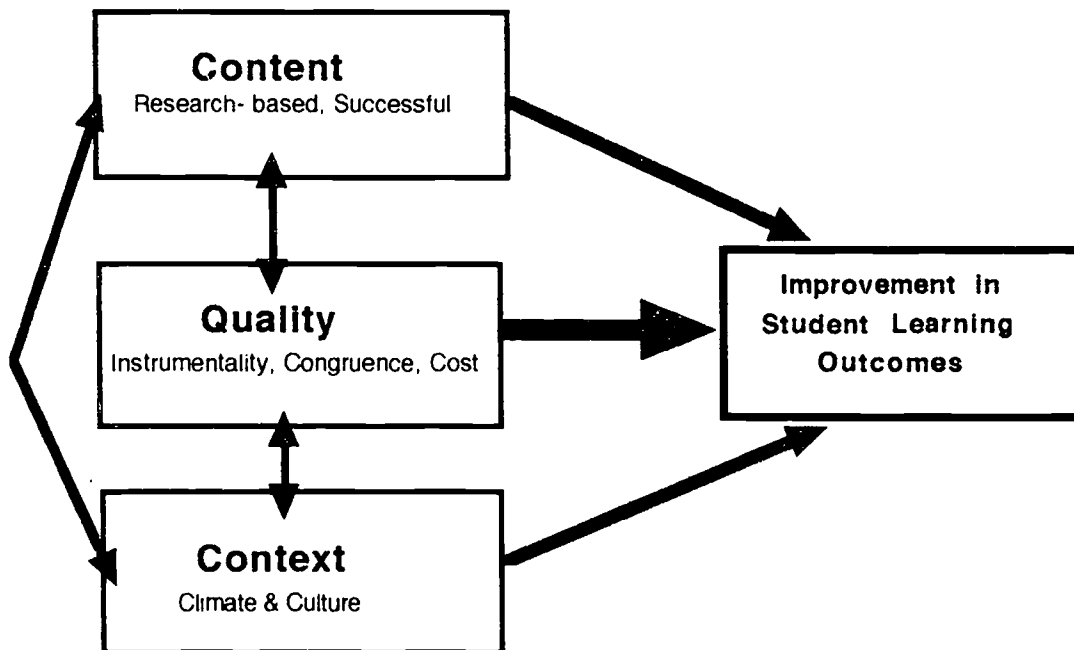 Content
Research- based, Successful
Quality
Instrumentality, Congruence, Cost
Context
Climate & Culture
Improvement in
Student Learning
Outcomes